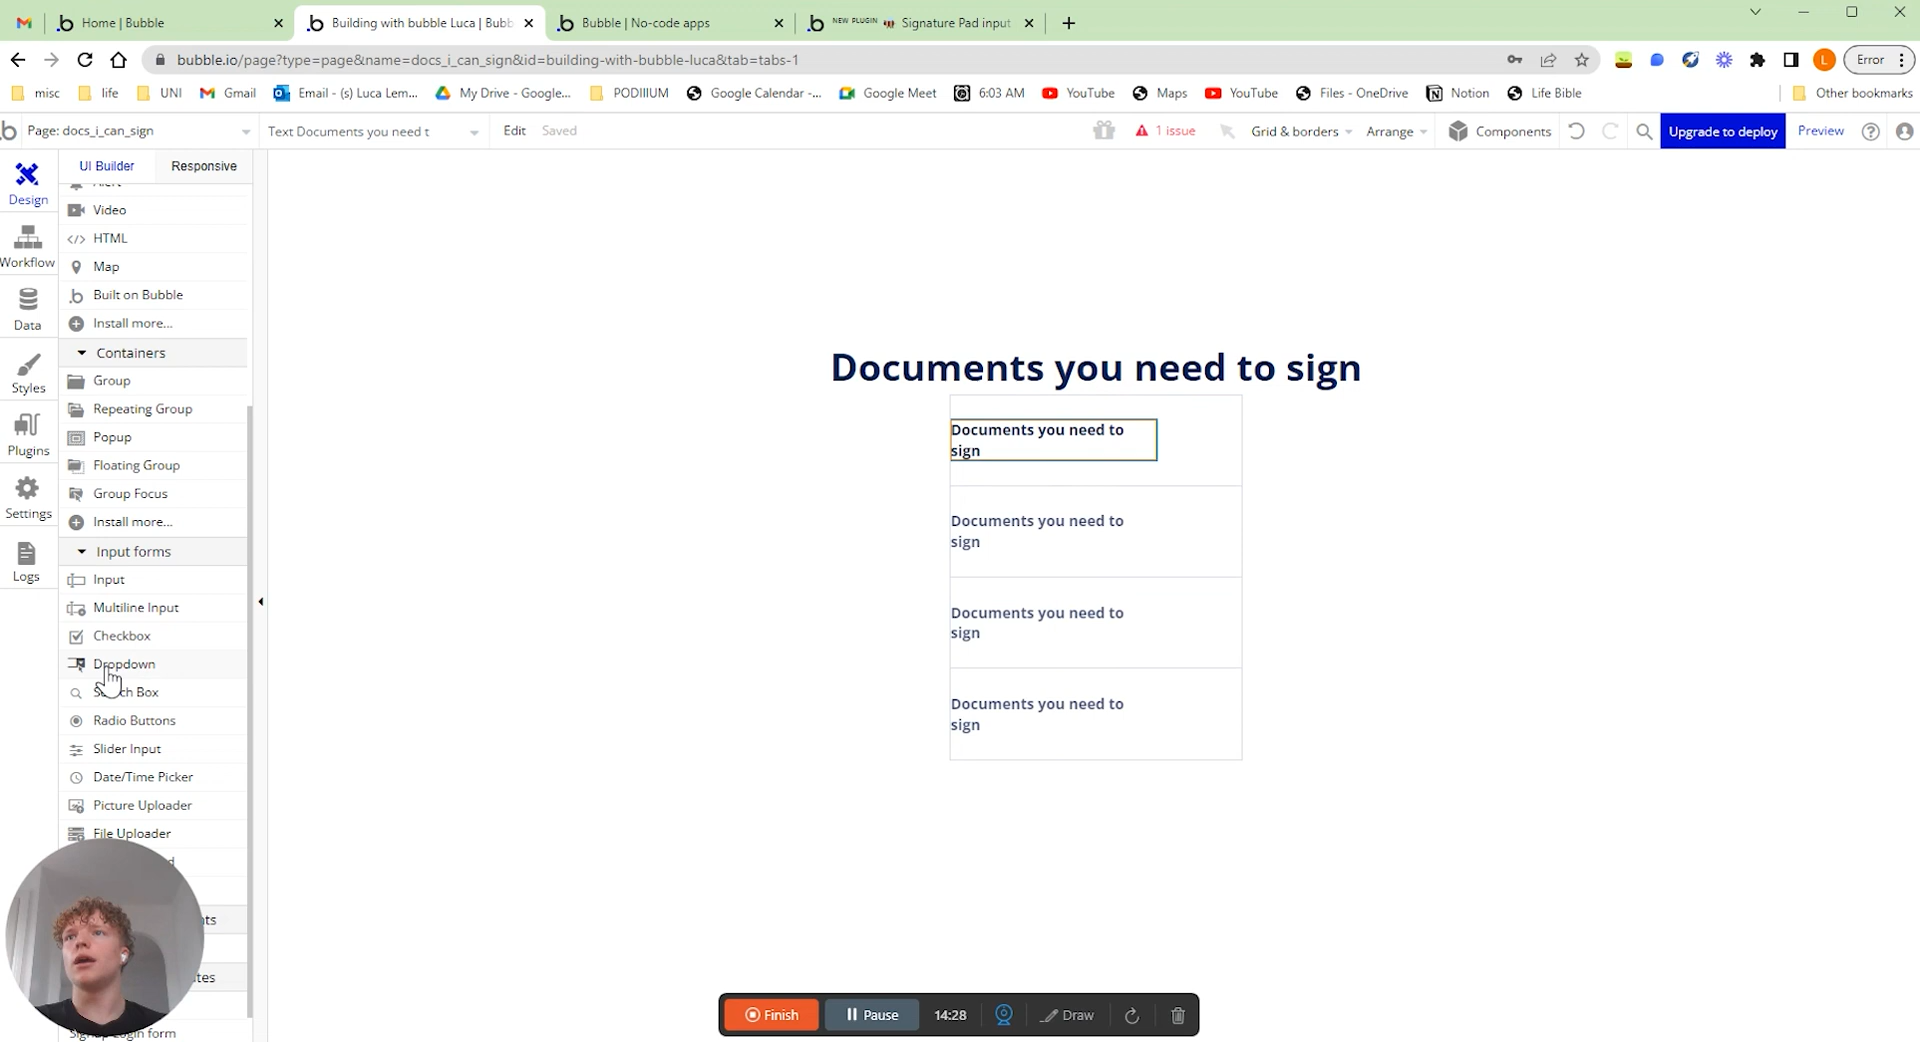 Home | Bubble
Building with bubble Luca | Bubb
Bubble | No-code apps
NEW PLUGIN Signature Pad input
bubble.io/page?type=page&name=docs_i_can_sign&id=building-with-bubble-luca&tab=tabs-1
L
Error
misc
life
UNI
Gmail
Email - (s) Luca Lem...
My Drive - Google...
PODIIIUM
Google Calendar -...
Google Meet
6:03 AM
YouTube
Maps
YouTube
Files - OneDrive
Notion
Life Bible
Other bookmarks
Page: docs_i_can_sign
Text Documents you need t
Edit
Saved
1 issue
Grid & borders
Arrange
Components
Upgrade to deploy
Preview
Design
Workflow
Data
Styles
Plugins
Settings
Logs
UI Builder
Responsive
Alert
Video
HTML
Map
Built on Bubble
Install more...
Containers
Group
Repeating Group
Popup
Floating Group
Group Focus
Install more...
Input forms
Input
Multiline Input
Checkbox
Dropdown
Box
Radio Buttons
Slider Input
Date/Time Picker
Picture Uploader
File Uploader
form
Documents you need to sign
Documents you need to
sign
Documents you need to
sign
Documents you need to
sign
Documents you need to
sign
Finish
Pause
14:28
Draw